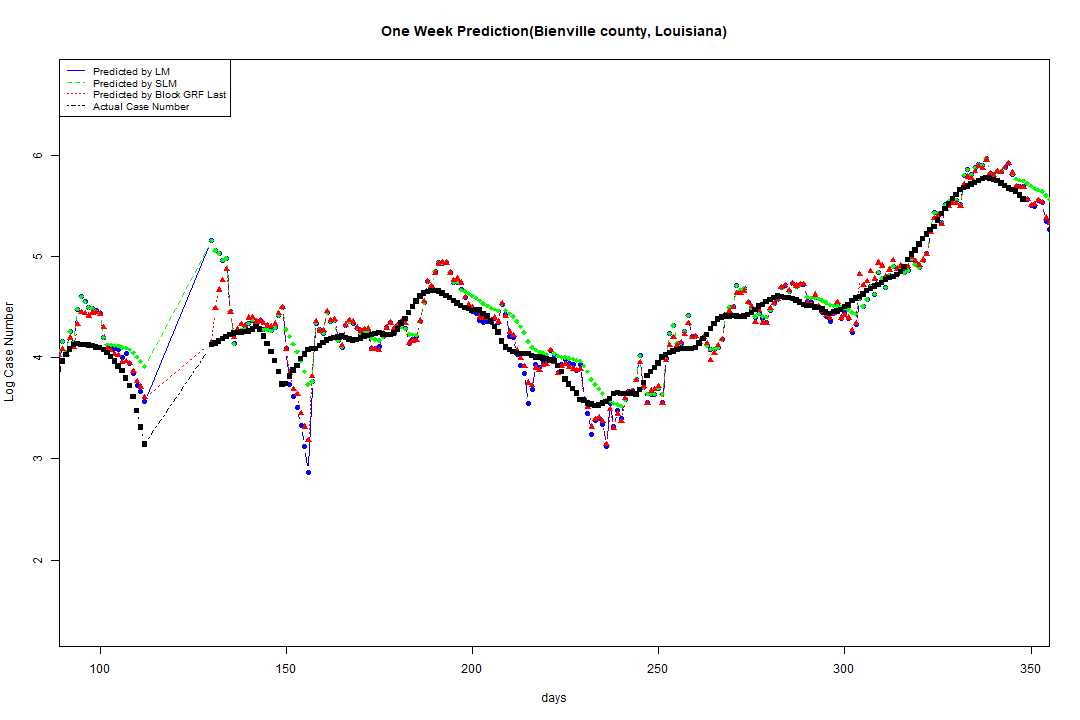 One Week Prediction(Bienville county, Louisiana)
Predicted by LM
Predicted by SLM
Predicted by Block GRF Last
Actual Case Number
6
5
4
3
2
Log Case Number
100 150 200 250 300 350
days